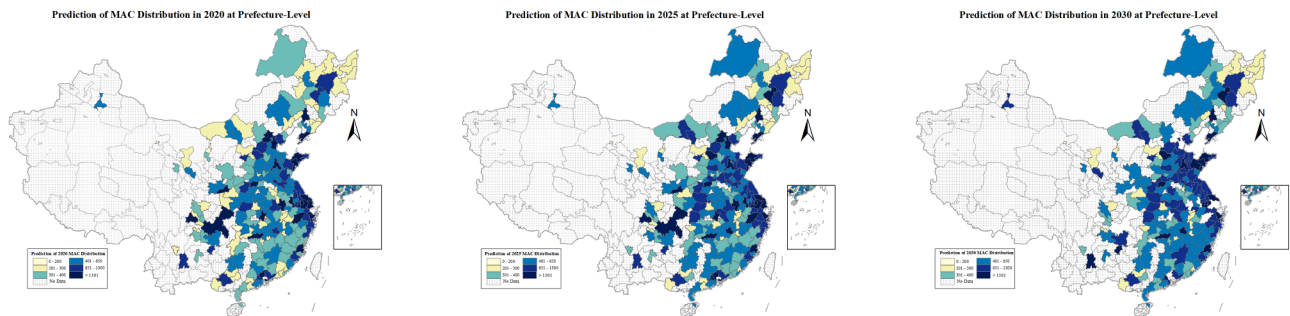 Prediction of MAC Distribution in 2020 at Prefecture-Level
N
Prediction of 2020 MAC Distribution
0 - 200
201 - 300
301 - 400
No Data
401 - 650
651 - 1300
> 1301
Prediction of MAC Distribution in 2025 at Prefecture-Level
N
Prediction of 2025 MAC Distribution
0 - 200
201 - 300
301 - 400
No Data
401 - 650
651 - 1300
> 1301
Prediction of MAC Distribution in 2030 at Prefecture-Level
N
Prediction of 2030 MAC Distribution
0 - 200
201 - 300
301 - 400
No Data
401 - 650
651 - 1300
> 1301